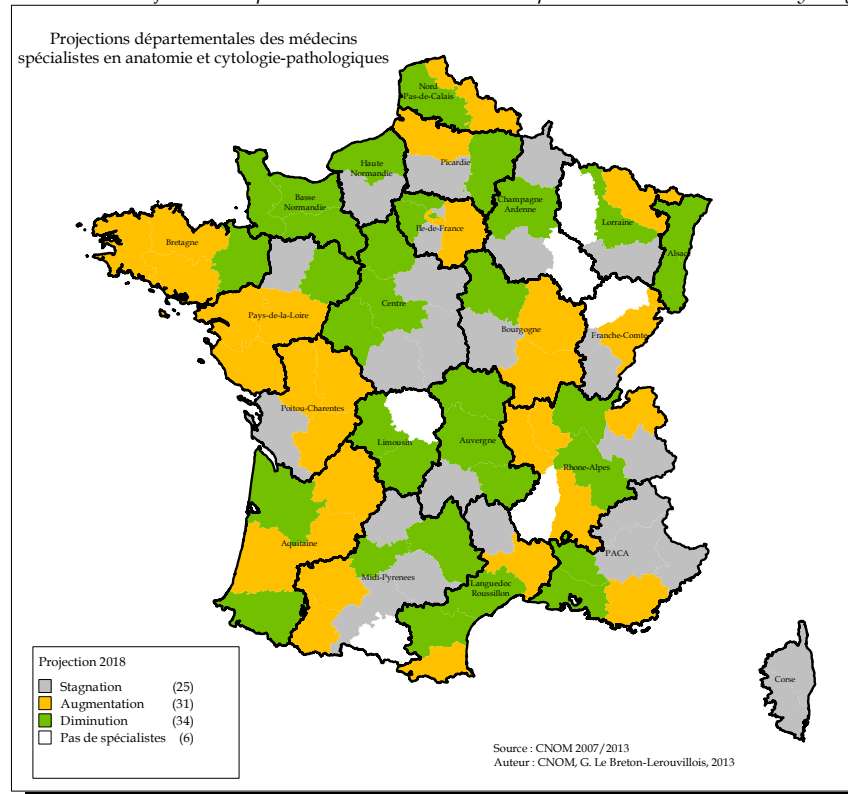 Projections départementales des médecins
spécialistes en anatomie et cytologie-pathologiques
Nord
Pas-de-Calais
Picardie
Haute
Normandie
Basse
Normandie
Champagne
Ardenne
Lorraine
Ile-de-France
Alsace
Bretagne
Centre
Pays-de-la-Loire
Bourgogne
Franche-Comte
Poitou-Charentes
Limousin
Auvergne
Rhone-Alpes
Aquitaine
PACA
Midi-Pyrenees
Languedoc
Roussillon
Corse
Projection 2018
Stagnation (25)
Augmentation (31)
Diminution (34)
Pas de spécialistes (6)
Source : CNOM 2007/2013
Auteur : CNOM, G. Le Breton-Lerouvillois, 2013